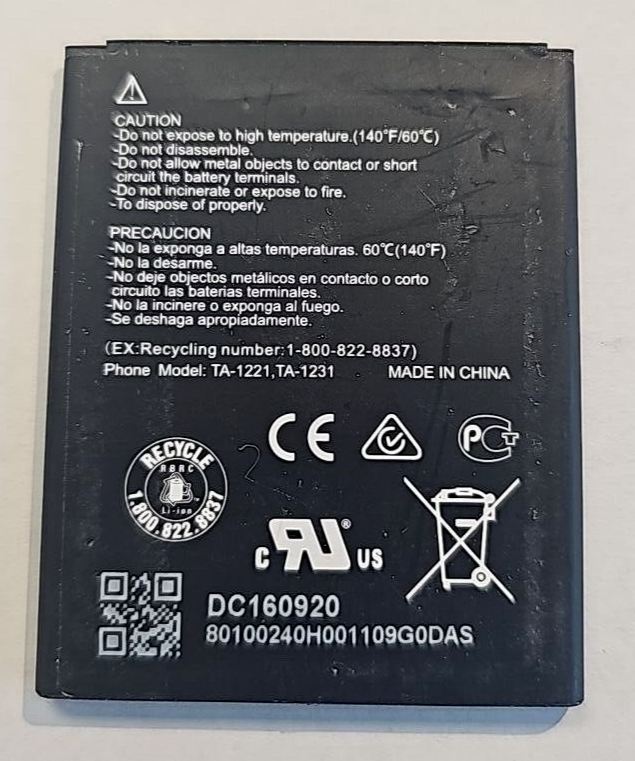 CAUTION
-Do not expose to high temperature.(140°F/60℃)
-Do not disassemble.
-Do not allow metal objects to contact or short
circuit the battery terminals.
-Do not incinerate or expose to fire.
-To dispose of properly.
PRECAUCION
-No la exponga a altas temperaturas. 60℃(140°F)
-No la desarme.
-No deje objectos metálicos en contacto o corto
circuito las baterias terminales.
-No la incinere o exponga al fuego.
-Se deshaga apropiadamente.
(EX:Recycling number:1-800-822-8837)
Phone Model: TA-1221,TA-1231 MADE IN CHINA
CE PCT
RECYCLE
RBRC
Li-ion
1.800.822.8837
2
C RU ® US
DC160920
80100240H001109G0DAS